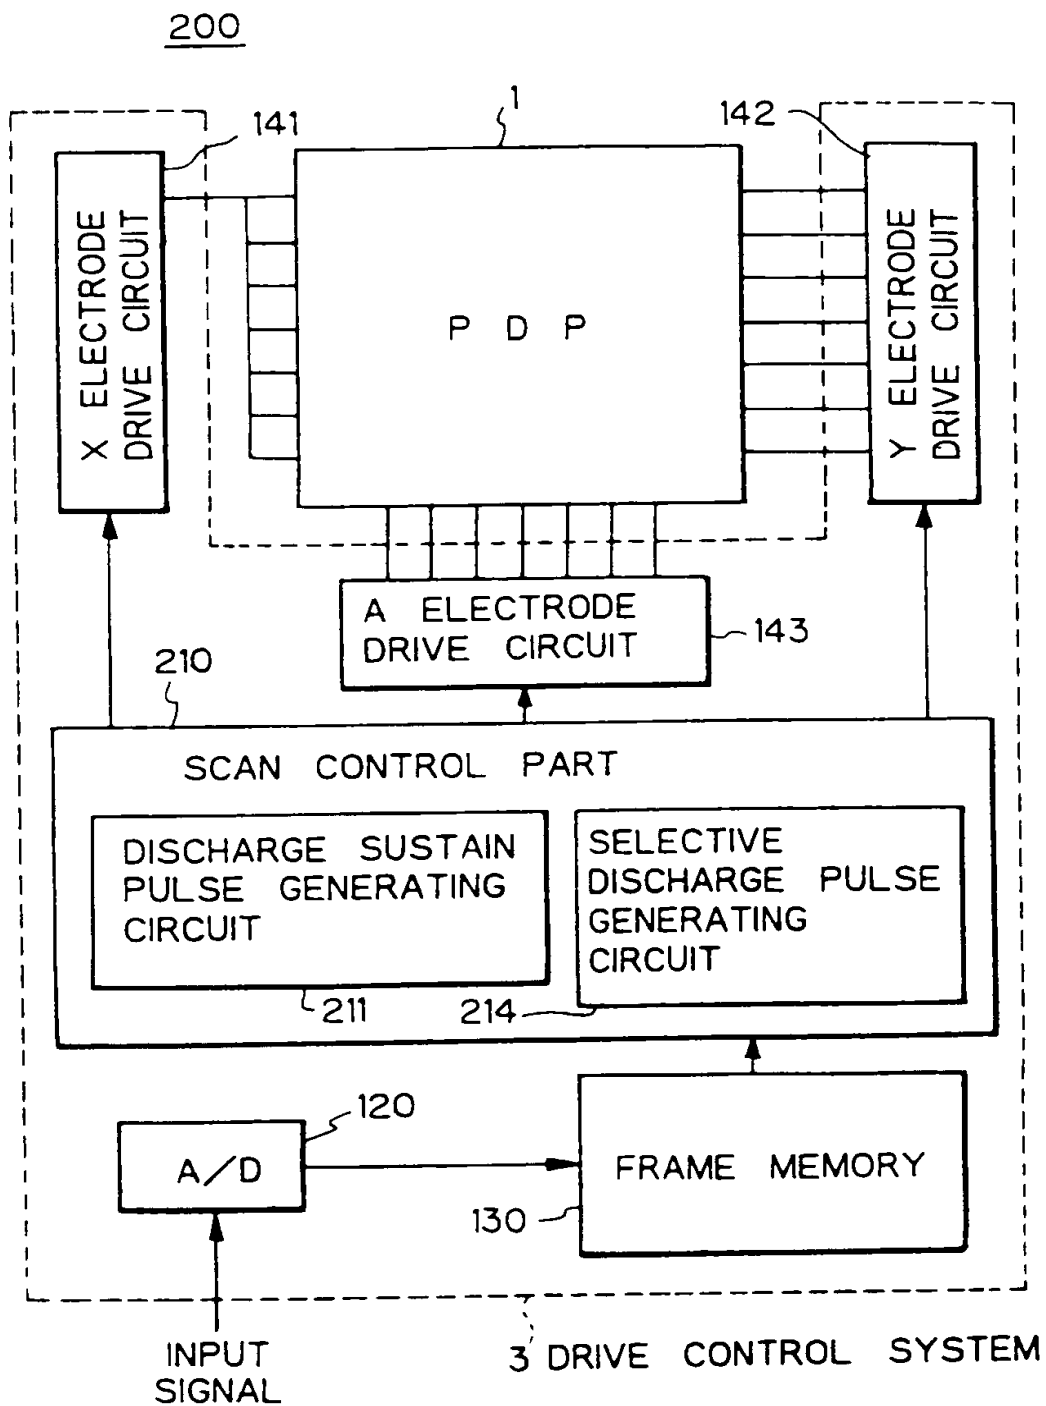 200
1
141
142
X ELECTRODE
DRIVE CIRCUIT
P D P
Y ELECTRODE
DRIVE CIRCUIT
A ELECTRODE
DRIVE CIRCUIT
143
210
SCAN CONTROL PART
DISCHARGE SUSTAIN
PULSE GENERATING
CIRCUIT
211
SELECTIVE
DISCHARGE PULSE
GENERATING
CIRCUIT
214
120
A/D
FRAME MEMORY
130
INPUT
SIGNAL
3 DRIVE CONTROL SYSTEM